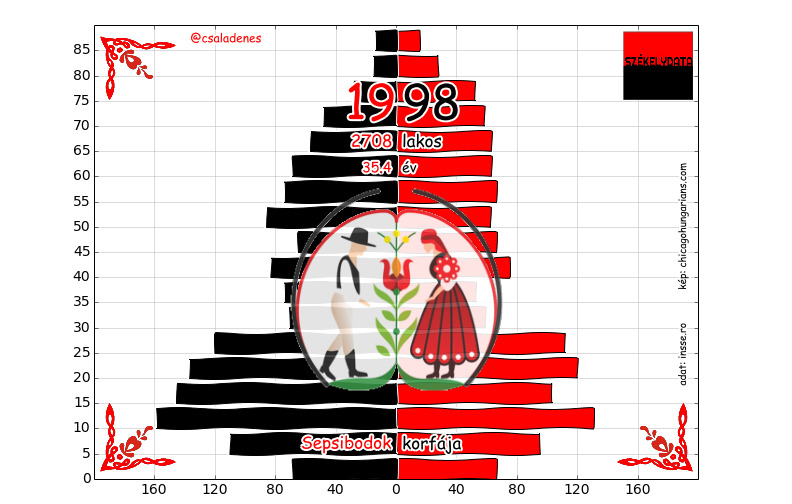 @csaladenes
SZÉKELYDATA
1998
2708 lakos
35.4 év
kép: chicagohungarians.com
adat: insse.ro
Sepsibodok korfája
85
80
75
70
65
60
55
50
45
40
35
30
25
20
15
10
5
0
160 120 80 40 0 40 80 120 160